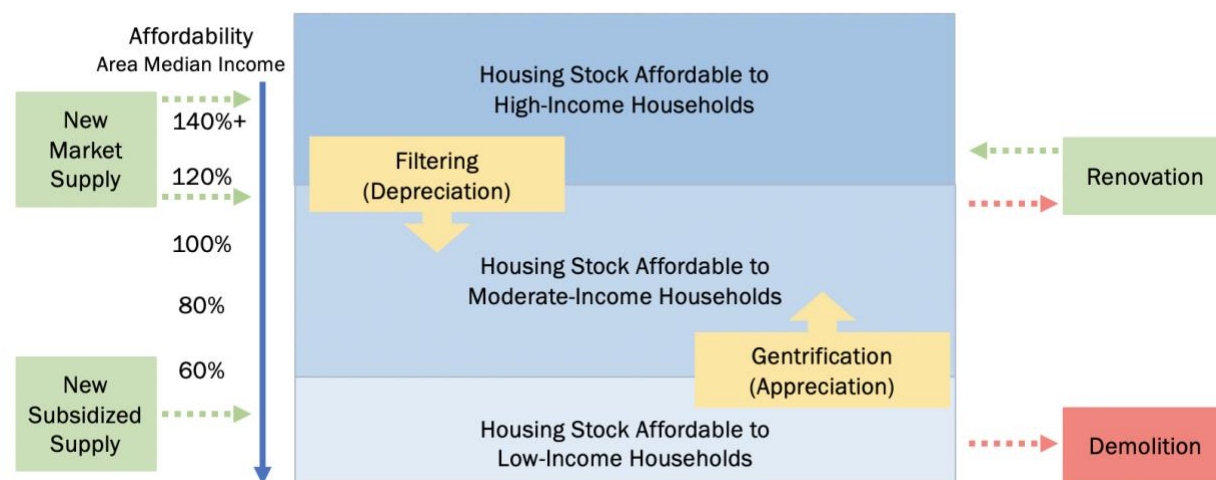 Affordability
Area Median Income
New
Market
Supply
140%+
120%
100%
80%
60%
New
Subsidized
Supply
Housing Stock Affordable to
High-Income Households
Filtering
(Depreciation)
Housing Stock Affordable to
Moderate-Income Households
Gentrification
(Appreciation)
Housing Stock Affordable to
Low-Income Households
Renovation
Demolition